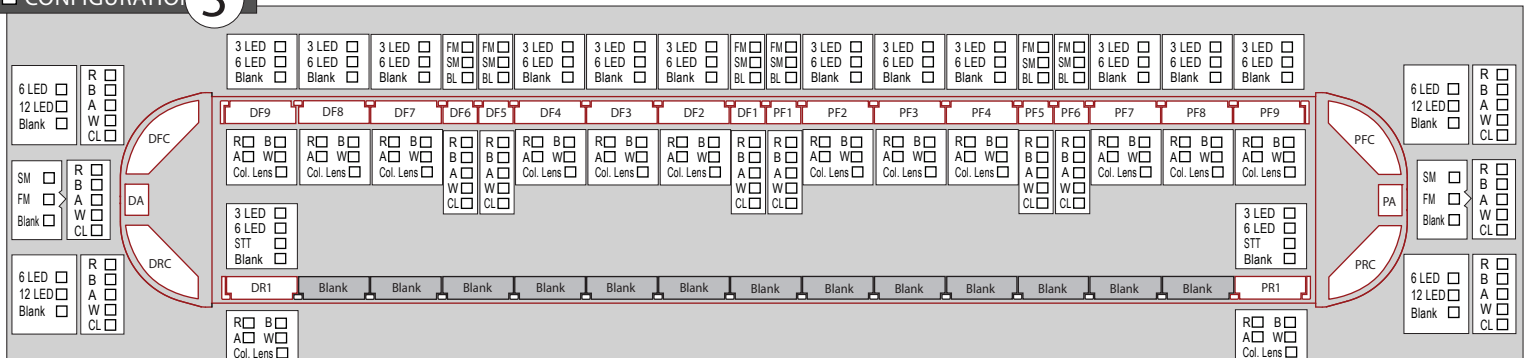 CONFIGURATION
3 LED 3 LED 3 LED FM FM 3 LED 3 LED 3 LED FM FM 3 LED 3 LED 3 LED FM FM 3 LED 3 LED 3 LED
6 LED 6 LED 6 LED SM SM 6 LED 6 LED 6 LED SM SM 6 LED 6 LED 6 LED SM SM 6 LED 6 LED 6 LED
Blank Blank Blank BL BL Blank Blank Blank BL BL Blank Blank Blank BL BL Blank Blank Blank
6 LED
12 LED
Blank
R
B
A
W
CL
DFC
DF9 DF8 DF7 DF6 DF5 DF4 DF3 DF2 DF1 PF1 PF2 PF3 PF4 PF5 PF6 PF7 PF8 PF9
PFC
6 LED
12 LED
Blank
R
B
A
W
CL
R B
A W
Col. Lens
R B
A W
Col. Lens
R B
A W
Col. Lens
R
B
A
W
CL
R
B
A
W
CL
R B
A W
Col. Lens
R B
A W
Col. Lens
R B
A W
Col. Lens
R
B
A
W
CL
R
B
A
W
CL
R B
A W
Col. Lens
R B
A W
Col. Lens
R B
A W
Col. Lens
R
B
A
W
CL
R
B
A
W
CL
R B
A W
Col. Lens
R B
A W
Col. Lens
R B
A W
Col. Lens
SM
FM
Blank
R
B
A
W
CL
DA
PA
SM
FM
Blank
R
B
A
W
CL
3 LED
6 LED
STT
Blank
3 LED
6 LED
STT
Blank
6 LED
12 LED
Blank
R
B
A
W
CL
DRC
DR1 Blank Blank Blank Blank Blank Blank Blank Blank Blank Blank Blank Blank Blank PR1
PRC
6 LED
12 LED
Blank
R
B
A
W
CL
R B
A W
Col. Lens
R B
A W
Col. Lens